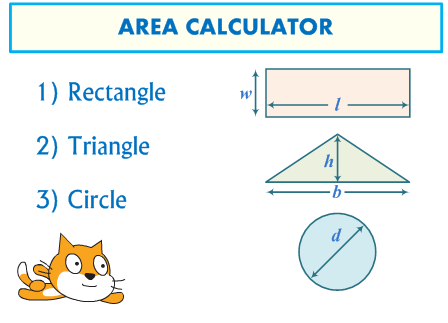 AREA CALCULATOR
1) Rectangle
w
l
2) Triangle
h
b
3) Circle
d